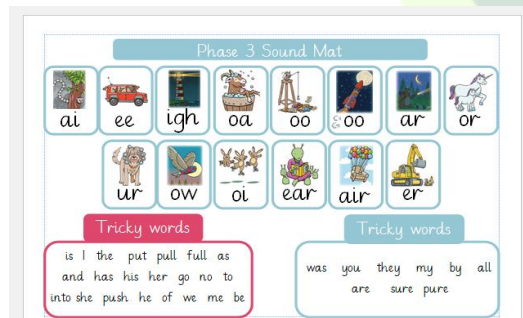 Phase 3 Sound Mat
ai ee igh oa oo oo ar or
ur ow oi ear air er
Tricky words
is I the put pull full as
and has his her go no to
into she push he of we me be
Tricky words
was you they my by all
are sure pure